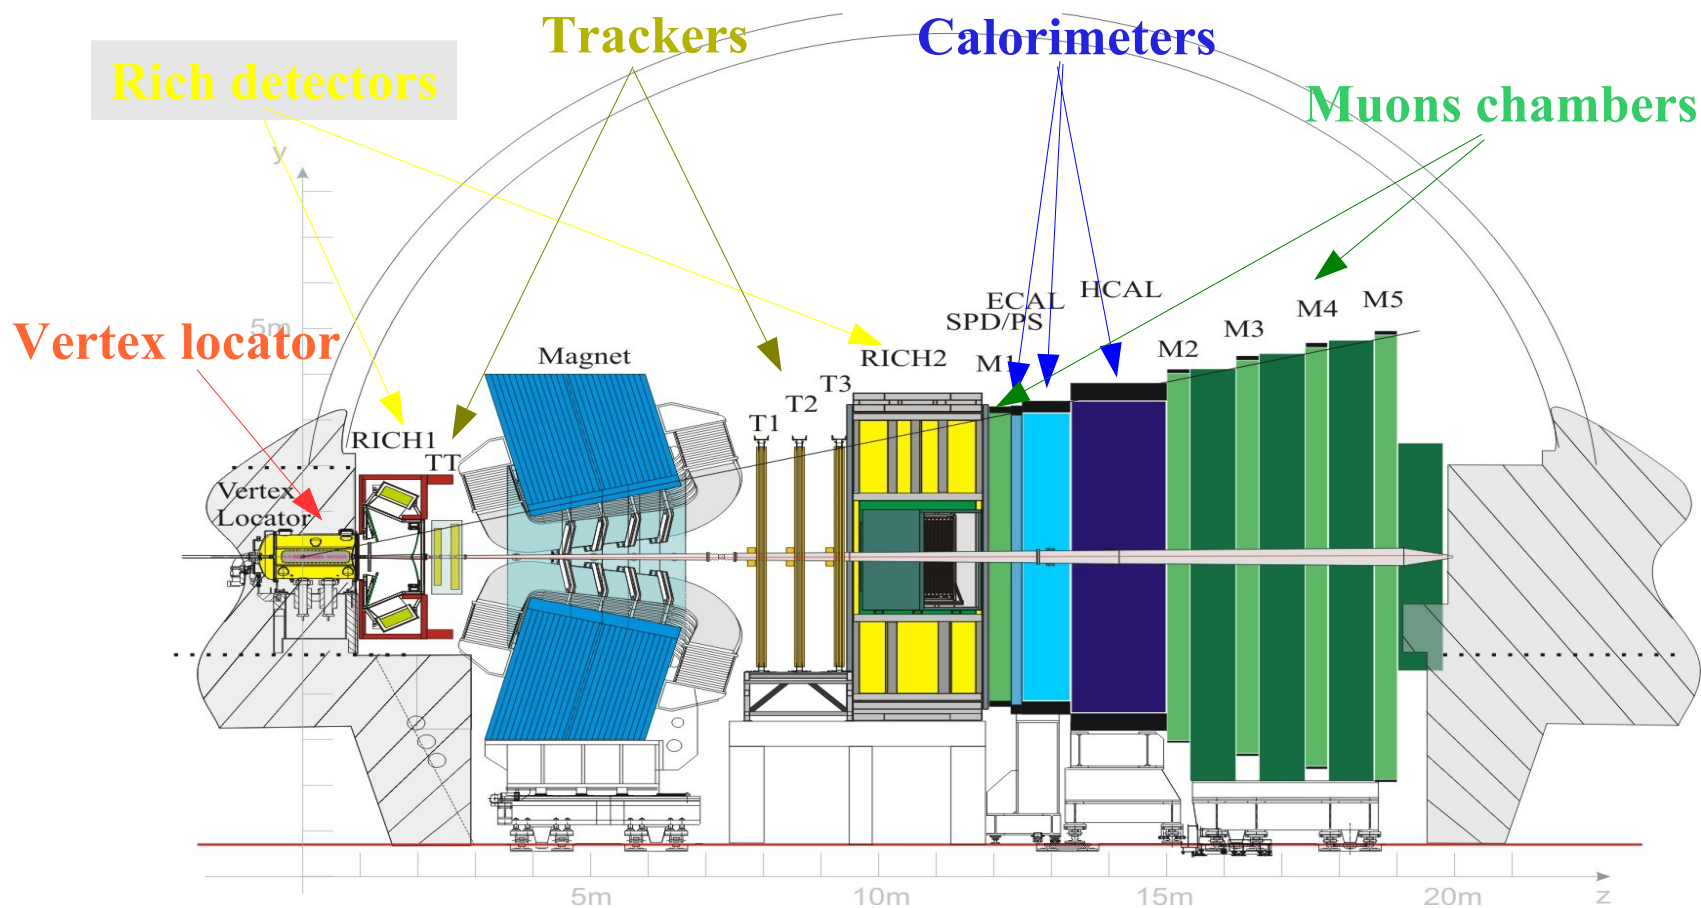 Trackers
Calorimeters
Rich detectors
Muons chambers
y
5m
Vertex locator
ECAL
HCAL
SPD/PS
M1
M2
M3
M4
M5
Magnet
RICH2
T1
T2
T3
RICH1
TT
Vertex
Locator
5m
10m
15m
20m
z